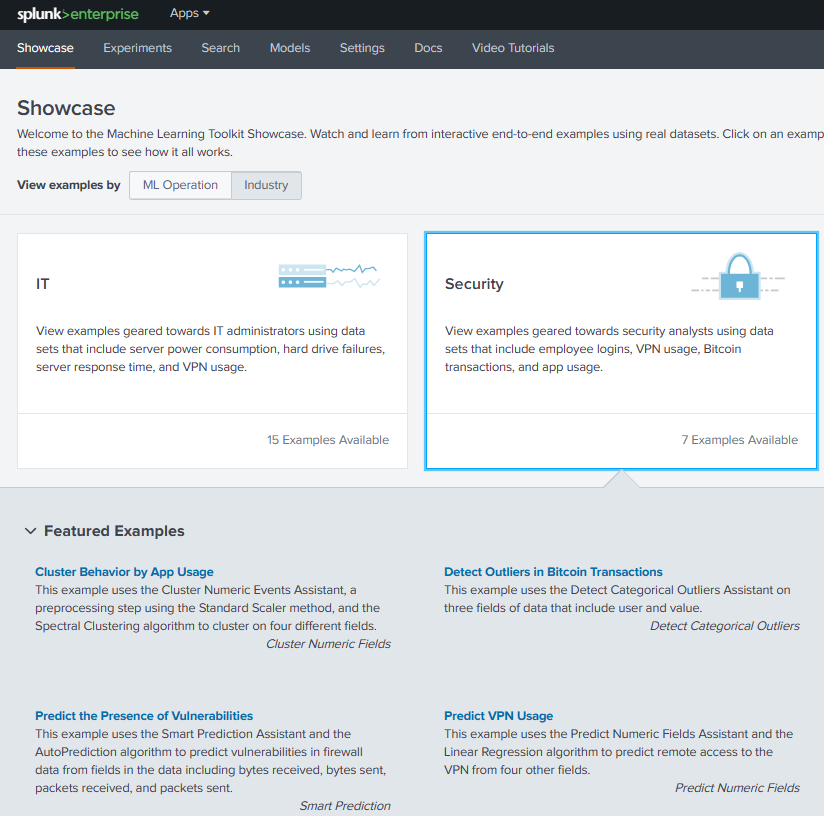 splunk>enterprise Apps
Showcase Experiments Search Models Settings Docs Video Tutorials
Showcase
Welcome to the Machine Learning Toolkit Showcase. Watch and learn from interactive end-to-end examples using real datasets. Click on an examp
these examples to see how it all works.
View examples by ML Operation Industry
IT
View examples geared towards IT administrators using data
sets that include server power consumption, hard drive failures,
server response time, and VPN usage.
15 Examples Available
Security
View examples geared towards security analysts using data
sets that include employee logins, VPN usage, Bitcoin
transactions, and app usage.
7 Examples Available
Featured Examples
Cluster Behavior by App Usage
This example uses the Cluster Numeric Events Assistant, a
preprocessing step using the Standard Scaler method, and the
Spectral Clustering algorithm to cluster on four different fields.
Cluster Numeric Fields
Detect Outliers in Bitcoin Transactions
This example uses the Detect Categorical Outliers Assistant on
three fields of data that include user and value.
Detect Categorical Outliers
Predict the Presence of Vulnerabilities
This example uses the Smart Prediction Assistant and the
AutoPrediction algorithm to predict vulnerabilities in firewall
data from fields in the data including bytes received, bytes sent,
packets received, and packets sent.
Smart Prediction
Predict VPN Usage
This example uses the Predict Numeric Fields Assistant and the
Linear Regression algorithm to predict remote access to the
VPN from four other fields.
Predict Numeric Fields